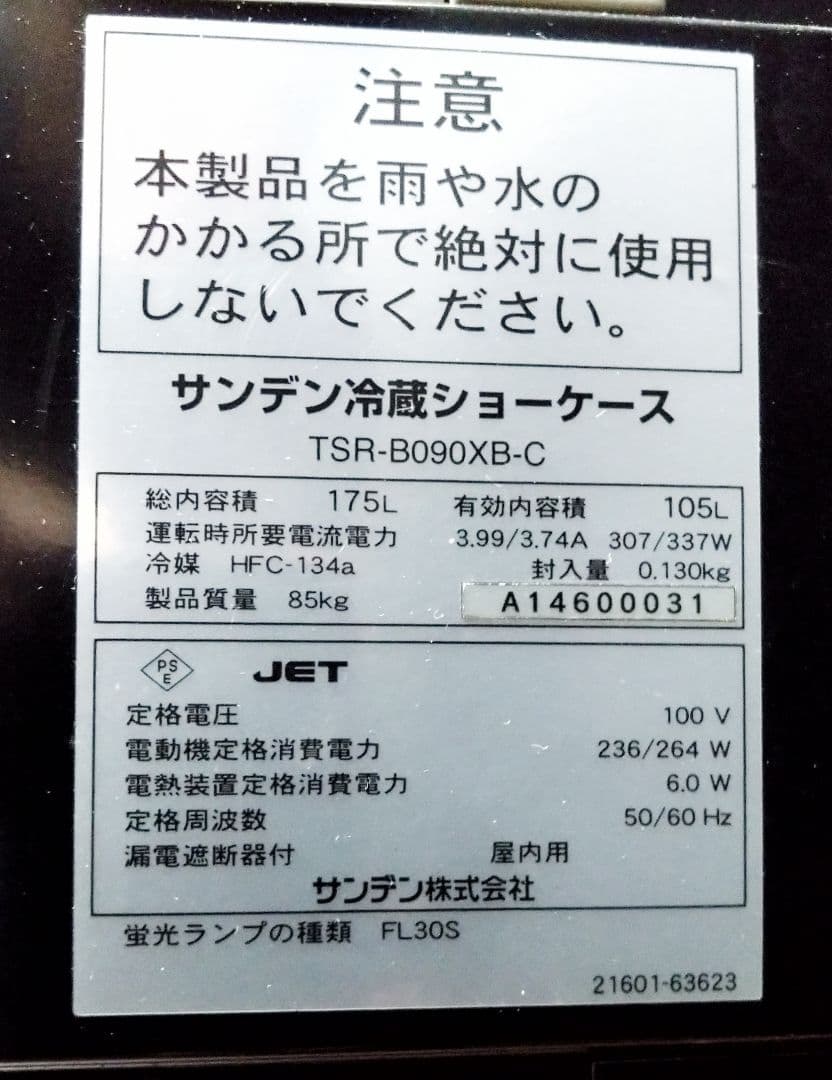 注意
本製品を雨や水の
かかる所で絶対に使用
しないでください。
サンデン冷蔵ショーケース
TSR-B090XB-C
総内容積 175L 有効内容積 105L
運転時所要電流電力 3.99/3.74A 307/337W
冷媒 HFC-134a 封入量 0.130kg
製品質量 85kg A14600031
PS E JET
定格電圧 100 V
電動機定格消費電力 236/264 W
電熱装置定格消費電力 6.0 W
定格周波数 50/60 Hz
漏電遮断器付 屋内用
サンデン株式会社
蛍光ランプの種類 FL30S
21601-63623